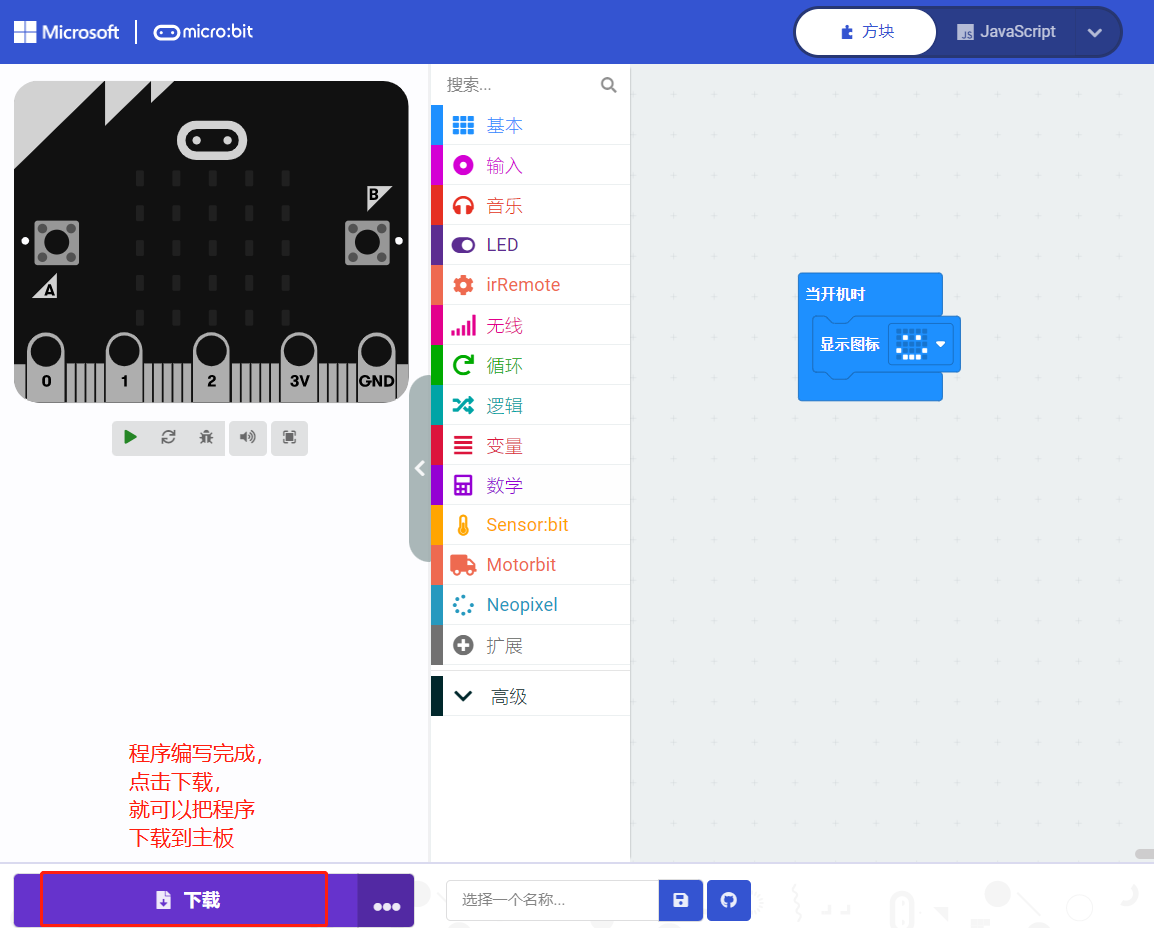 Microsoft micro:bit
方块
JS JavaScript
搜索...
基本
输入
音乐
LED
irRemote
无线
循环
逻辑
变量
数学
Sensor:bit
Motorbit
Neopixel
扩展
高级
B
A
0 1 2 3V GND
当开机时
显示图标
程序编写完成，
点击下载，
就可以把程序
下载到主板
下载
选择一个名称...